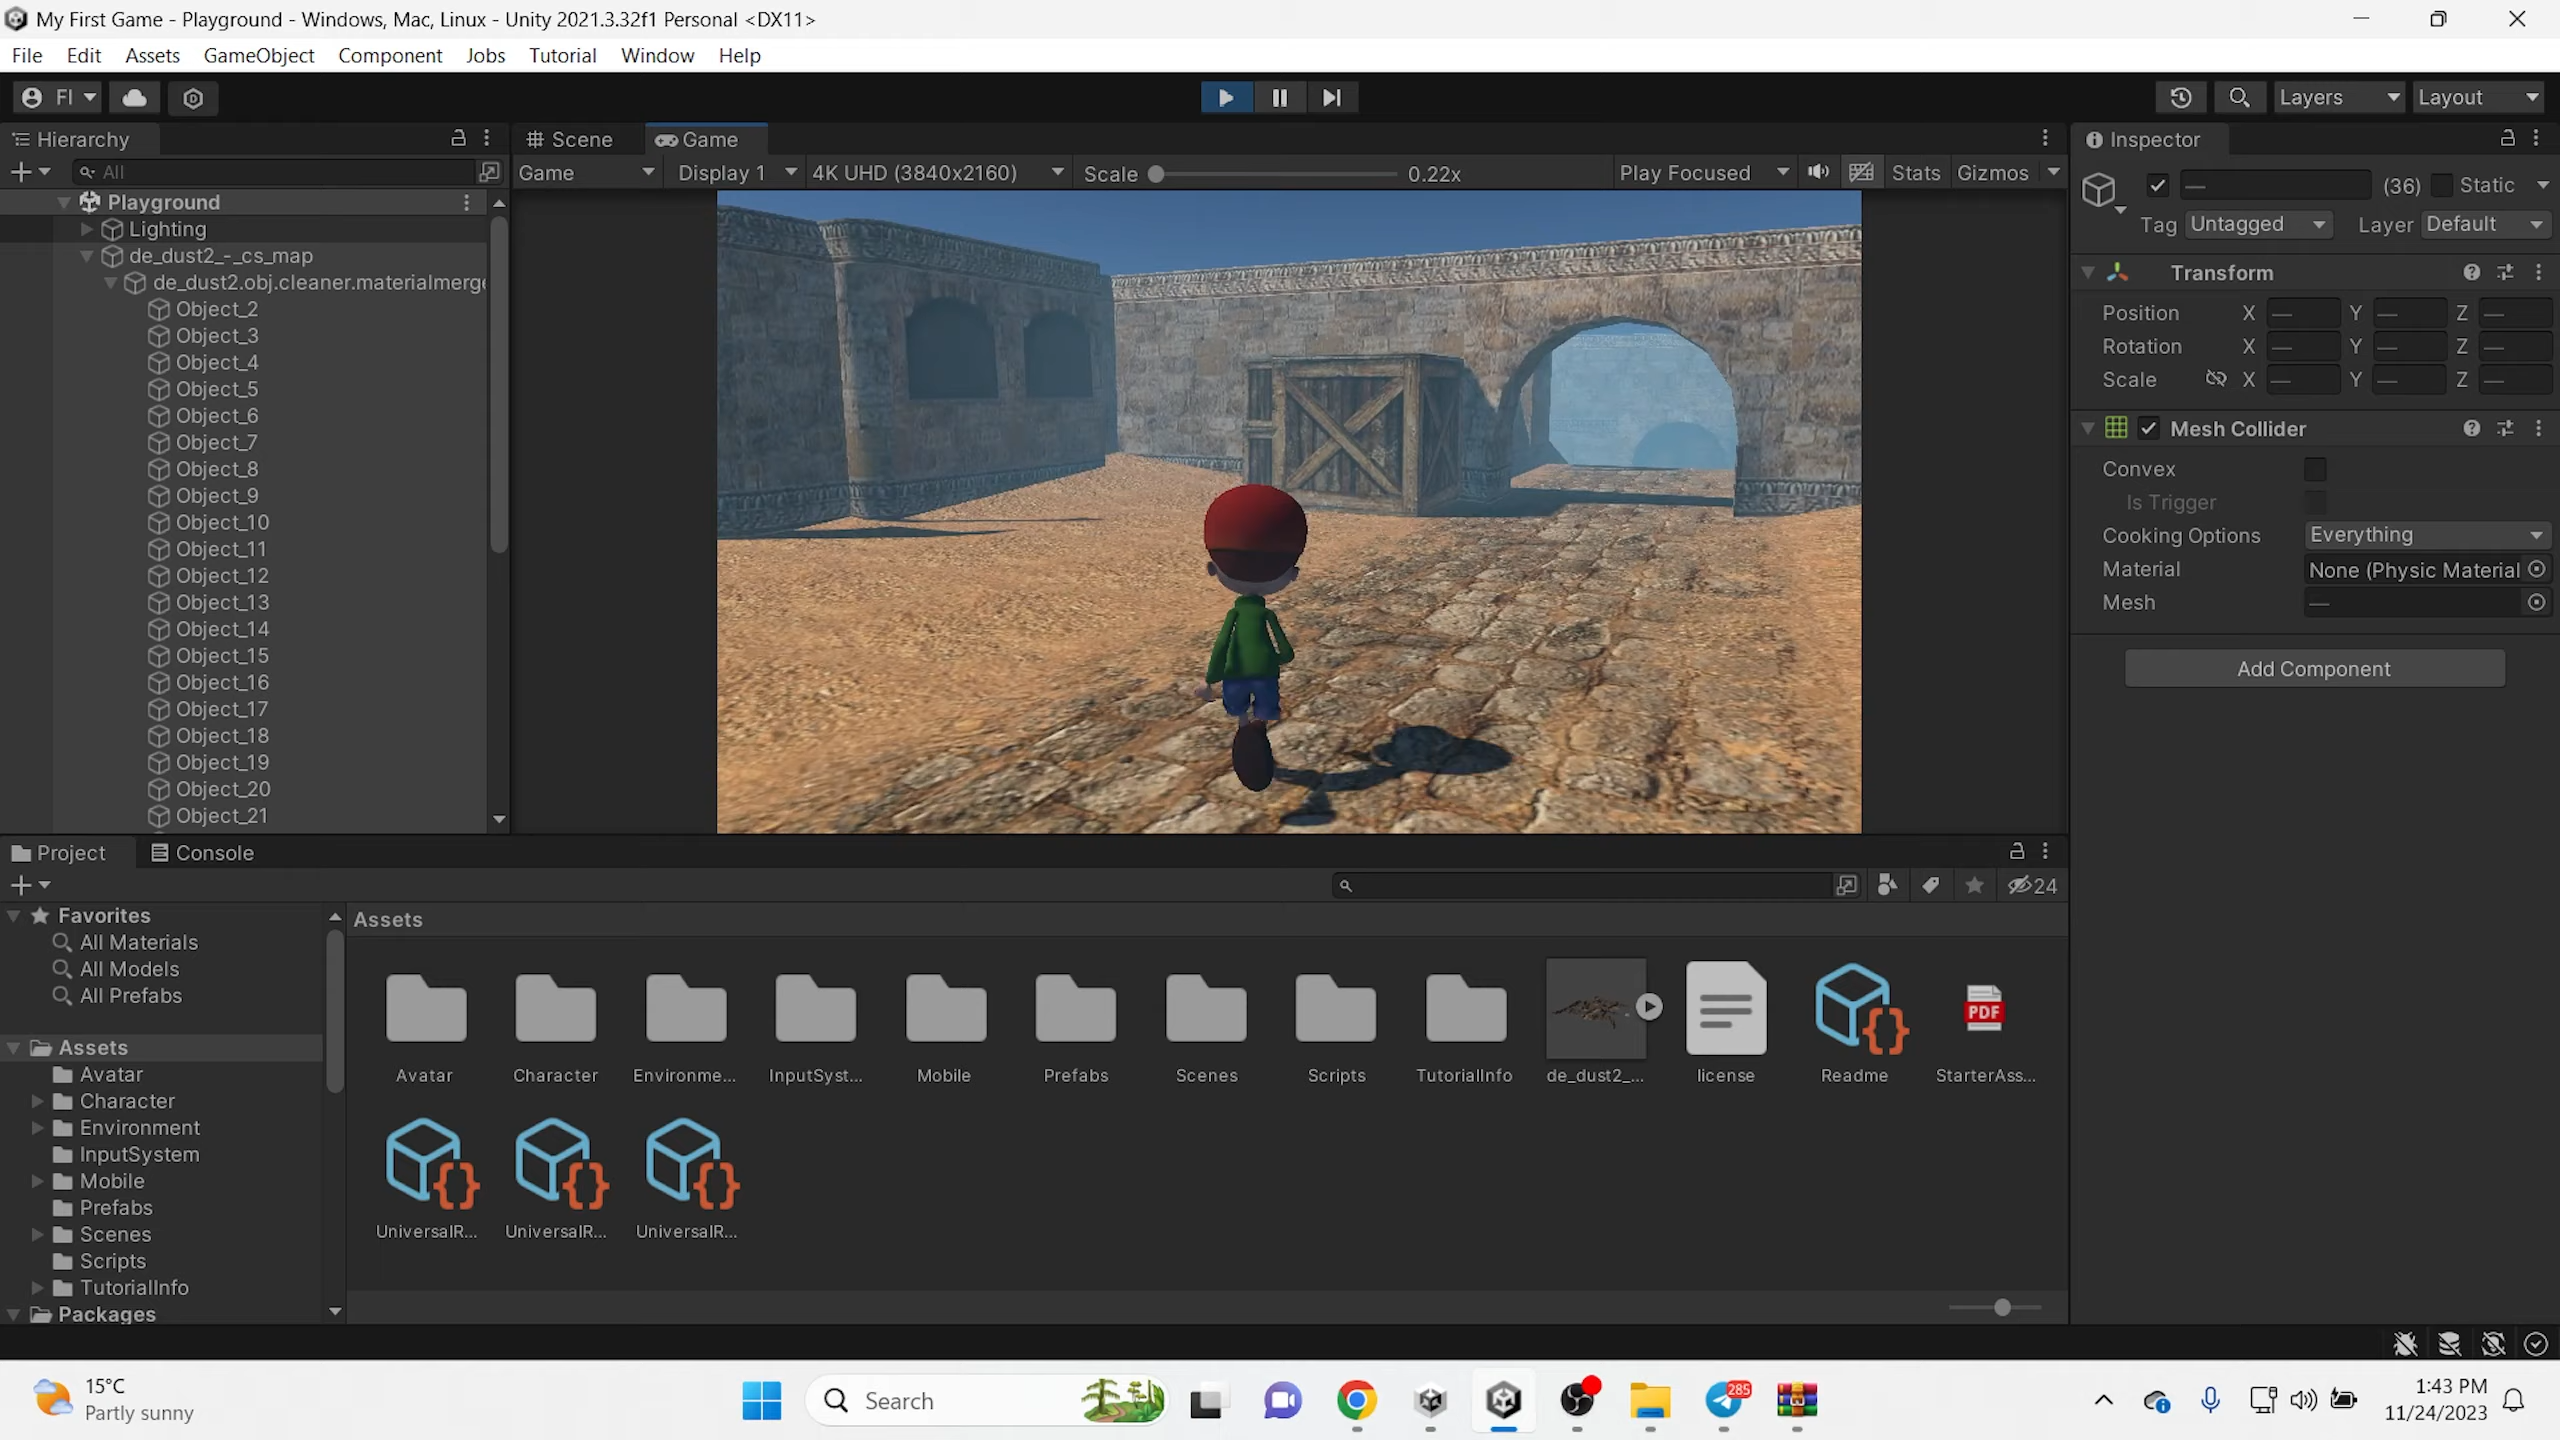 My First Game - Playground - Windows, Mac, Linux - Unity 2021.3.32f1 Personal <DX11>
File Edit Assets GameObject Component Jobs Tutorial Window Help
FI Layers Layout
Hierarchy
All
Playground
Lighting
de_dust2_-_cs_map
de_dust2.obj.cleaner.materialmerge
Object_2
Object_3
Object_4
Object_5
Object_6
Object_7
Object_8
Object_9
Object_10
Object_11
Object_12
Object_13
Object_14
Object_15
Object_16
Object_17
Object_18
Object_19
Object_20
Object_21
Scene Game
Game Display 1 4K UHD (3840x2160) Scale 0.22x Play Focused Stats Gizmos
Inspector
— (36) Static
Tag Untagged Layer Default
Transform
Position X — Y — Z —
Rotation X — Y — Z —
Scale X — Y — Z —
Mesh Collider
Convex
Is Trigger
Cooking Options Everything
Material None (Physic Material
Mesh —
Add Component
Project Console
24
Favorites
All Materials
All Models
All Prefabs
Assets
Avatar
Character
Environment
InputSystem
Mobile
Prefabs
Scenes
Scripts
TutorialInfo
Packages
Assets
Avatar Character Environme... InputSyst... Mobile Prefabs Scenes Scripts TutorialInfo de_dust2_... license Readme StarterAss...
PDF
UniversalR... UniversalR... UniversalR...
15°C
Partly sunny
Search
285
1:43 PM
11/24/2023